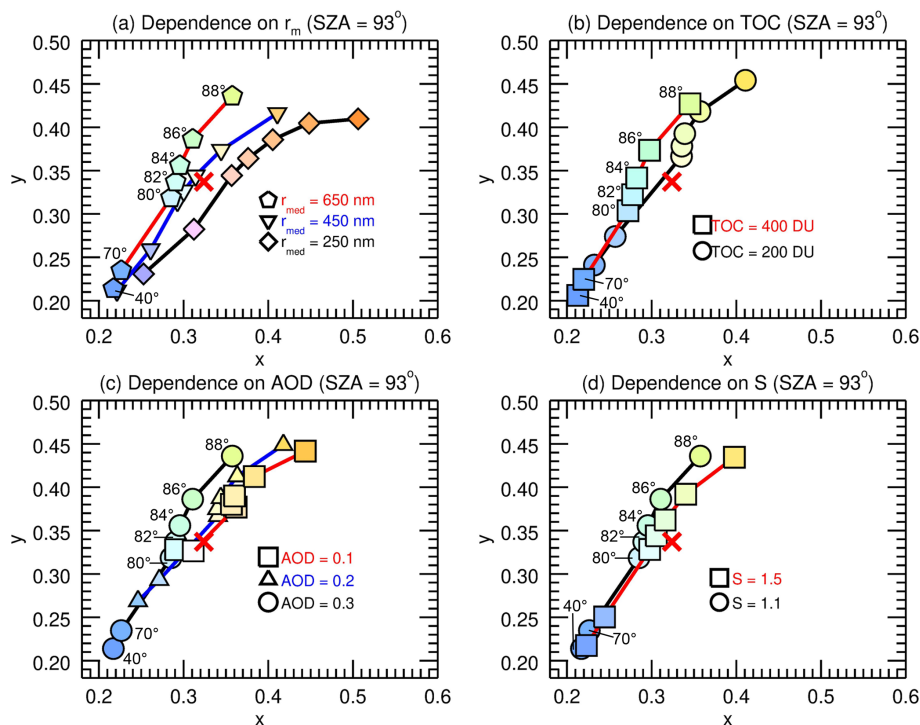 (a) Dependence on rm (SZA = 93o)
0.50
0.45
0.40
0.35
0.30
0.25
0.20
y
88°
86°
84°
82°
80°
70°
40°
rmed = 650 nm
rmed = 450 nm
rmed = 250 nm
0.2 0.3 0.4 0.5 0.6
x
(b) Dependence on TOC (SZA = 93o)
0.50
0.45
0.40
0.35
0.30
0.25
0.20
y
88°
86°
84°
82°
80°
70°
40°
TOC = 400 DU
TOC = 200 DU
0.2 0.3 0.4 0.5 0.6
x
(c) Dependence on AOD (SZA = 93o)
0.50
0.45
0.40
0.35
0.30
0.25
0.20
y
88°
86°
84°
82°
80°
70°
40°
AOD = 0.1
AOD = 0.2
AOD = 0.3
0.2 0.3 0.4 0.5 0.6
x
(d) Dependence on S (SZA = 93o)
0.50
0.45
0.40
0.35
0.30
0.25
0.20
y
88°
86°
84°
82°
80°
40°
70°
S = 1.5
S = 1.1
0.2 0.3 0.4 0.5 0.6
x